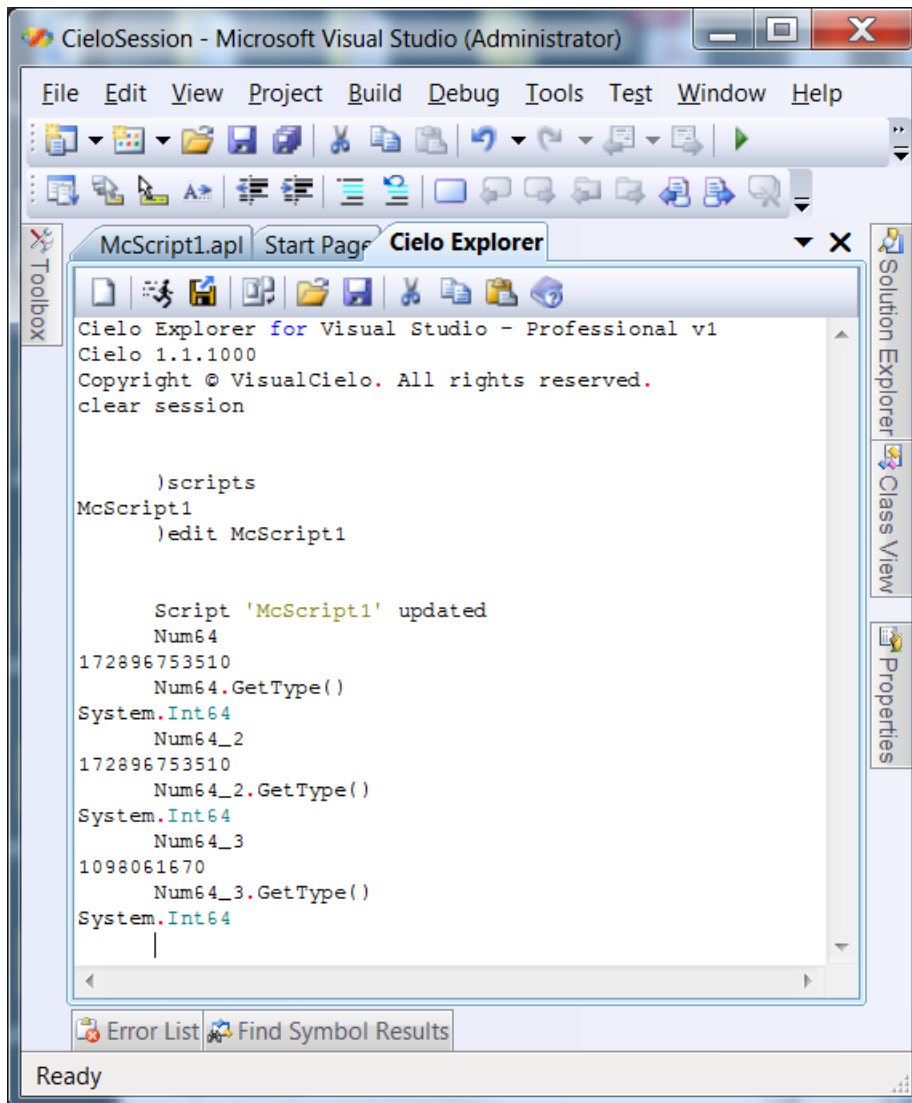 CieloSession - Microsoft Visual Studio (Administrator)
File Edit View Project Build Debug Tools Test Window Help
Toolbox
McScript1.apl Start Page Cielo Explorer
Cielo Explorer for Visual Studio - Professional v1
Cielo 1.1.1000
Copyright © VisualCielo. All rights reserved.
clear session
)scripts
McScript1
)edit McScript1
Script 'McScript1' updated
Num64
172896753510
Num64.GetType()
System.Int64
Num64_2
172896753510
Num64_2.GetType()
System.Int64
Num64_3
1098061670
Num64_3.GetType()
System.Int64
Solution Explorer
Class View
Properties
Error List Find Symbol Results
Ready